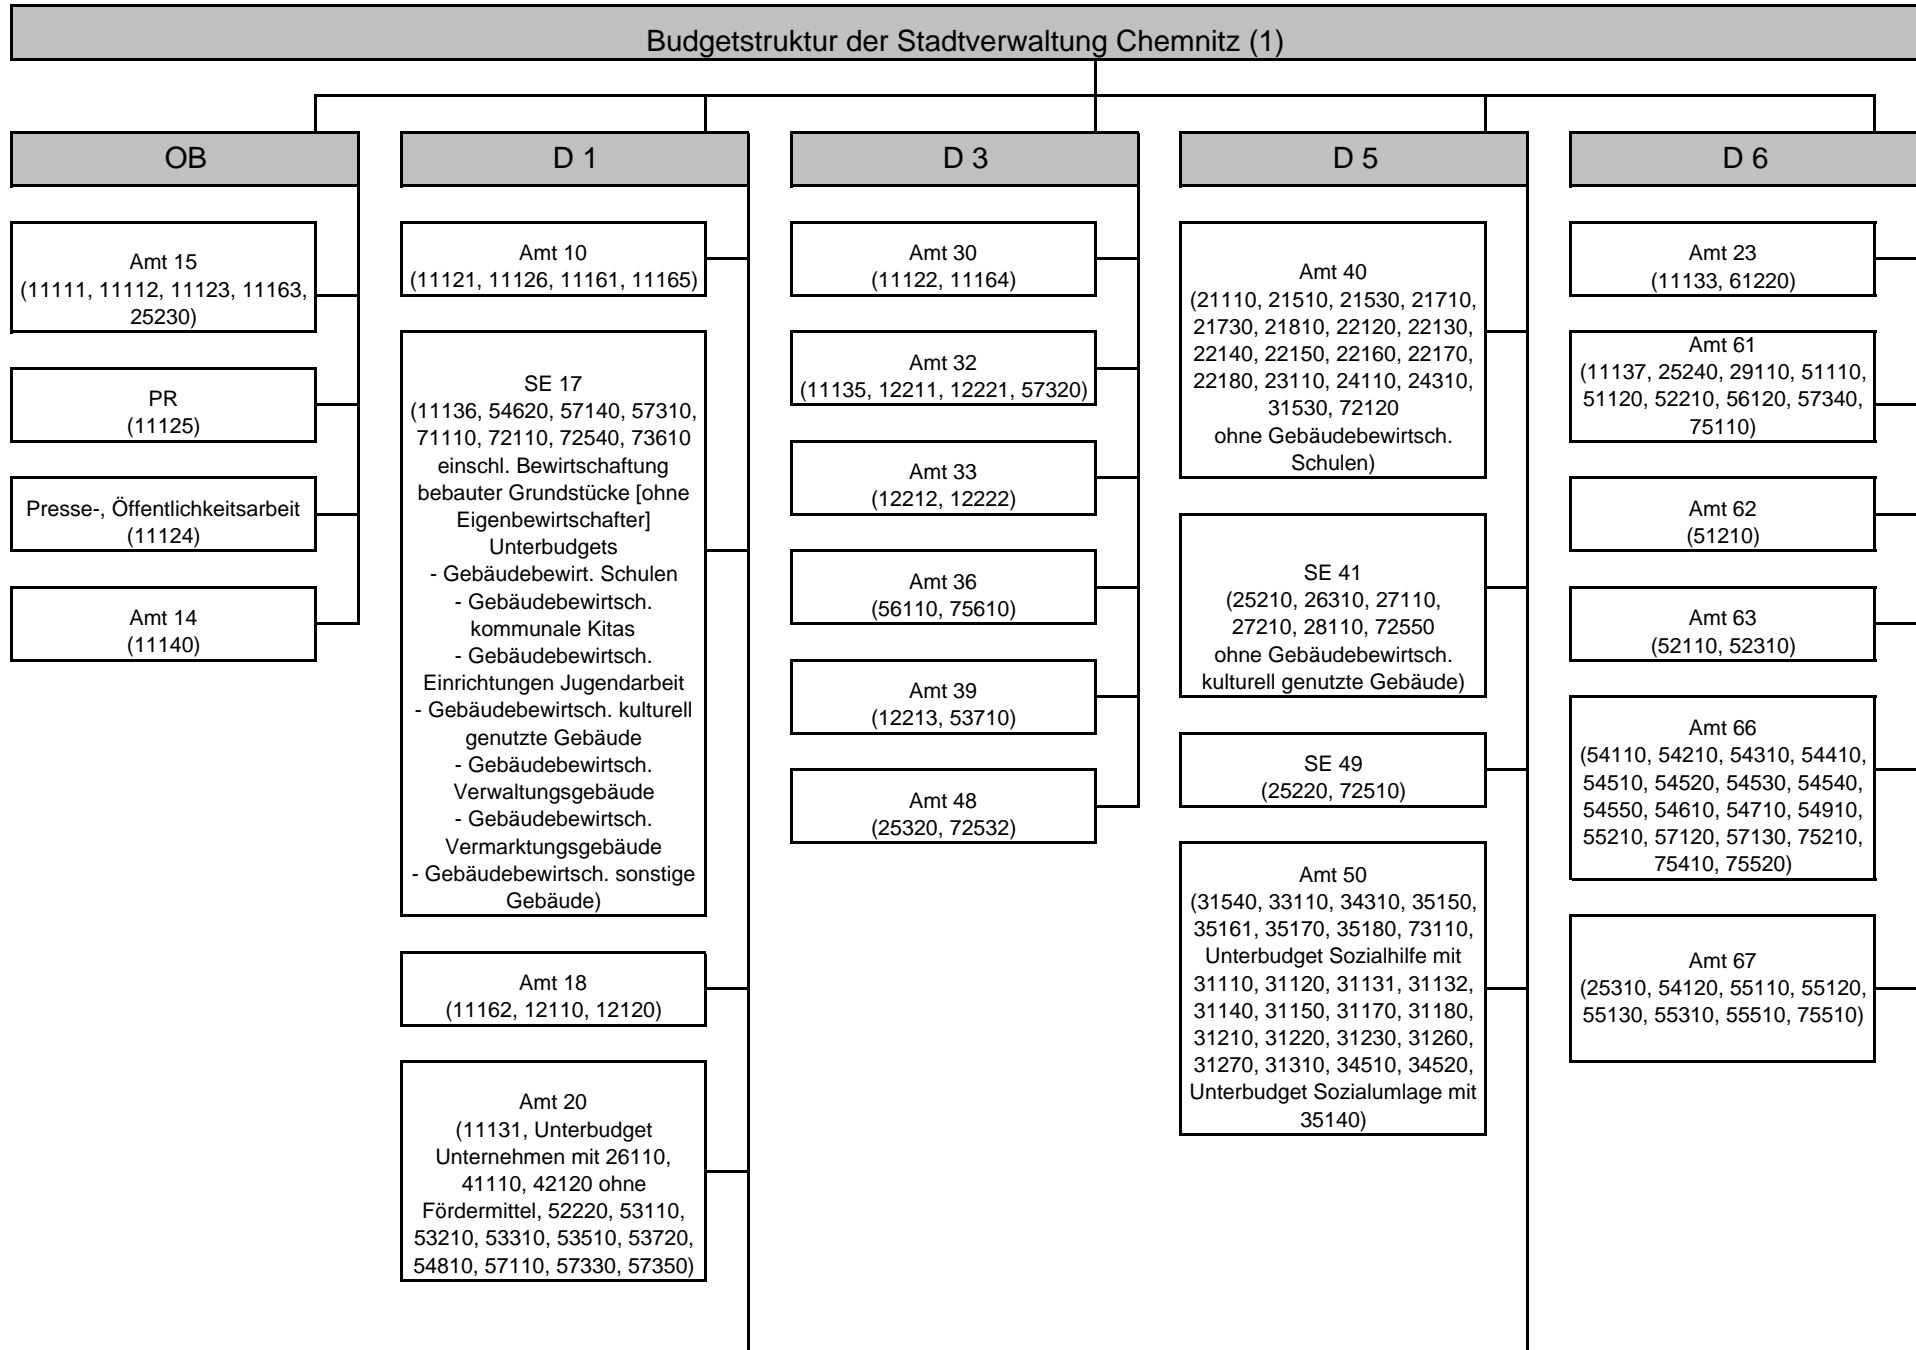 Budgetstruktur der Stadtverwaltung Chemnitz (1)
OB
Amt 15
(11111, 11112, 11123, 11163,
25230)
PR
(11125)
Presse-, Öffentlichkeitsarbeit
(11124)
Amt 14
(11140)
D 1
Amt 10
(11121, 11126, 11161, 11165)
SE 17
(11136, 54620, 57140, 57310,
71110, 72110, 72540, 73610
einschl. Bewirtschaftung
bebauter Grundstücke [ohne
Eigenbewirtschafter]
Unterbudgets
- Gebäudebewirt. Schulen
- Gebäudebewirtsch.
kommunale Kitas
- Gebäudebewirtsch.
Einrichtungen Jugendarbeit
- Gebäudebewirtsch. kulturell
genutzte Gebäude
- Gebäudebewirtsch.
Verwaltungsgebäude
- Gebäudebewirtsch.
Vermarktungsgebäude
- Gebäudebewirtsch. sonstige
Gebäude)
Amt 18
(11162, 12110, 12120)
Amt 20
(11131, Unterbudget
Unternehmen mit 26110,
41110, 42120 ohne
Fördermittel, 52220, 53110,
53210, 53310, 53510, 53720,
54810, 57110, 57330, 57350)
D 3
Amt 30
(11122, 11164)
Amt 32
(11135, 12211, 12221, 57320)
Amt 33
(12212, 12222)
Amt 36
(56110, 75610)
Amt 39
(12213, 53710)
Amt 48
(25320, 72532)
D 5
Amt 40
(21110, 21510, 21530, 21710,
21730, 21810, 22120, 22130,
22140, 22150, 22160, 22170,
22180, 23110, 24110, 24310,
31530, 72120
ohne Gebäudebewirtsch.
Schulen)
SE 41
(25210, 26310, 27110,
27210, 28110, 72550
ohne Gebäudebewirtsch.
kulturell genutzte Gebäude)
SE 49
(25220, 72510)
Amt 50
(31540, 33110, 34310, 35150,
35161, 35170, 35180, 73110,
Unterbudget Sozialhilfe mit
31110, 31120, 31131, 31132,
31140, 31150, 31170, 31180,
31210, 31220, 31230, 31260,
31270, 31310, 34510, 34520,
Unterbudget Sozialumlage mit
35140)
D 6
Amt 23
(11133, 61220)
Amt 61
(11137, 25240, 29110, 51110,
51120, 52210, 56120, 57340,
75110)
Amt 62
(51210)
Amt 63
(52110, 52310)
Amt 66
(54110, 54210, 54310, 54410,
54510, 54520, 54530, 54540,
54550, 54610, 54710, 54910,
55210, 57120, 57130, 75210,
75410, 75520)
Amt 67
(25310, 54120, 55110, 55120,
55130, 55310, 55510, 75510)